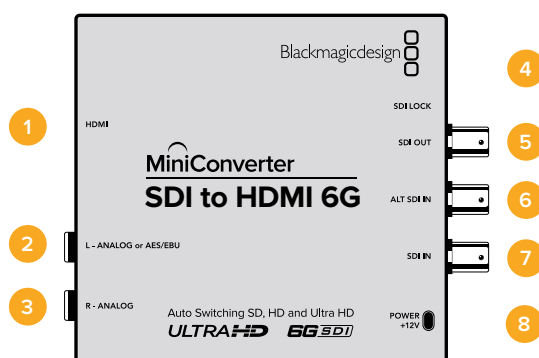 Blackmagicdesign
4
SDI LOCK
1
HDMI
SDI OUT
5
MiniConverter
SDI to HDMI 6G
ALT SDI IN
6
2
L - ANALOG or AES/EBU
SDI IN
7
3
R - ANALOG
Auto Switching SD, HD and Ultra HD
ULTRAHD 6G SDI
POWER
+12V
8